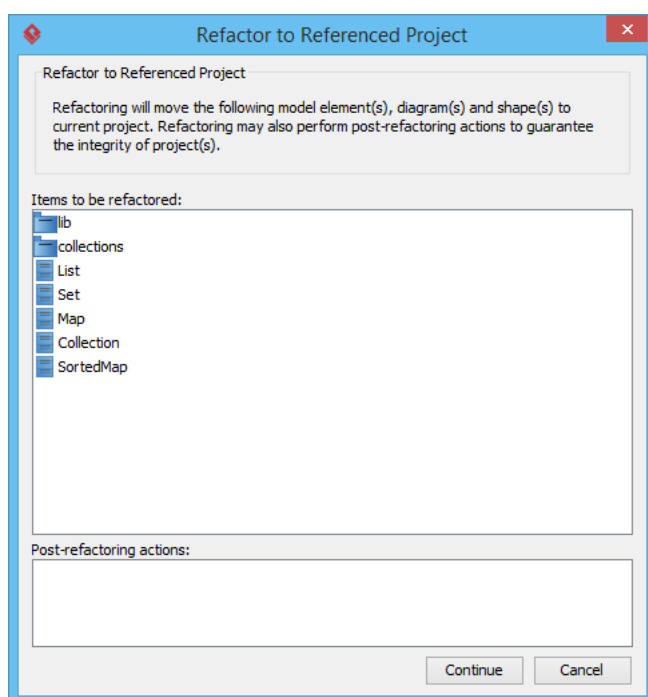 Refactor to Referenced Project
Refactor to Referenced Project
Refactoring will move the following model element(s), diagram(s) and shape(s) to
current project. Refactoring may also perform post-refactoring actions to guarantee
the integrity of project(s).
Items to be refactored:
lib
collections
List
Set
Map
Collection
SortedMap
Post-refactoring actions:
Continue Cancel